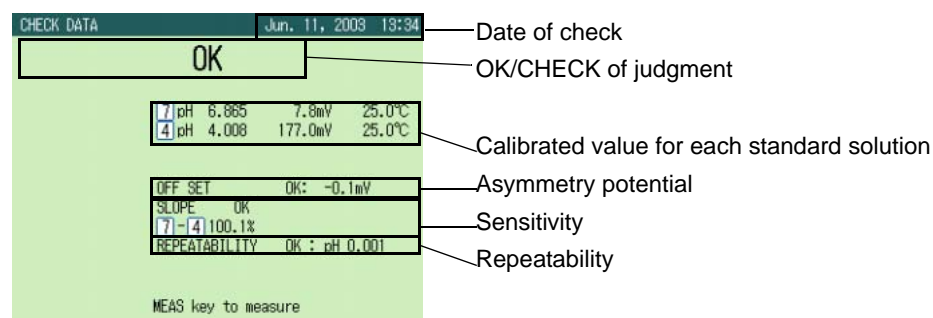 CHECK DATA Jun. 11, 2003 13:34
Date of check
OK
OK/CHECK of judgment
7 pH 6.865 7.8mV 25.0℃
4 pH 4.008 177.0mV 25.0℃
Calibrated value for each standard solution
OFF SET OK: -0.1mV
Asymmetry potential
SLOPE OK
7 - 4 100.1%
Sensitivity
REPEATABILITY OK : pH 0.001
Repeatability
MEAS key to measure